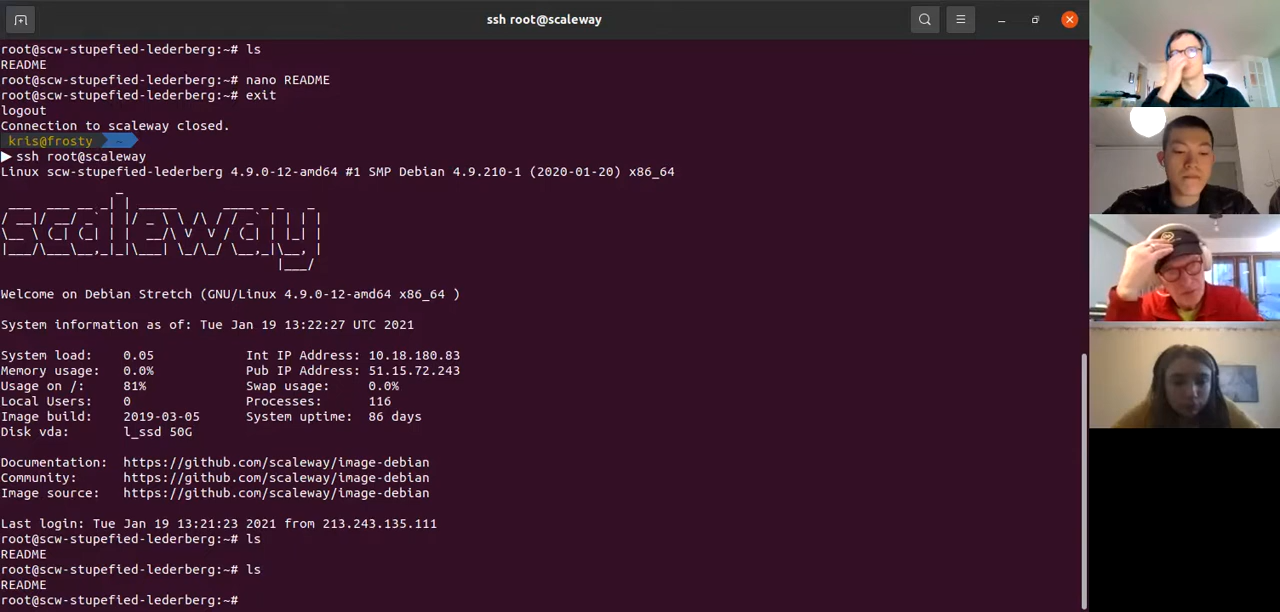 ssh root@scaleway
root@scw-stupefied-lederberg:~# ls
README
root@scw-stupefied-lederberg:~# nano README
root@scw-stupefied-lederberg:~# exit
logout
Connection to scaleway closed.
kris@frosty ~
ssh root@scaleway
Linux scw-stupefied-lederberg 4.9.0-12-amd64 #1 SMP Debian 4.9.210-1 (2020-01-20) x86_64
scaleway
Welcome on Debian Stretch (GNU/Linux 4.9.0-12-amd64 x86_64 )
System information as of: Tue Jan 19 13:22:27 UTC 2021
System load: 0.05 Int IP Address: 10.18.180.83
Memory usage: 0.0% Pub IP Address: 51.15.72.243
Usage on /: 81% Swap usage: 0.0%
Local Users: 0 Processes: 116
Image build: 2019-03-05 System uptime: 86 days
Disk vda: l_ssd 50G
Documentation: https://github.com/scaleway/image-debian
Community: https://github.com/scaleway/image-debian
Image source: https://github.com/scaleway/image-debian
Last login: Tue Jan 19 13:21:23 2021 from 213.243.135.111
root@scw-stupefied-lederberg:~# ls
README
root@scw-stupefied-lederberg:~# ls
README
root@scw-stupefied-lederberg:~#